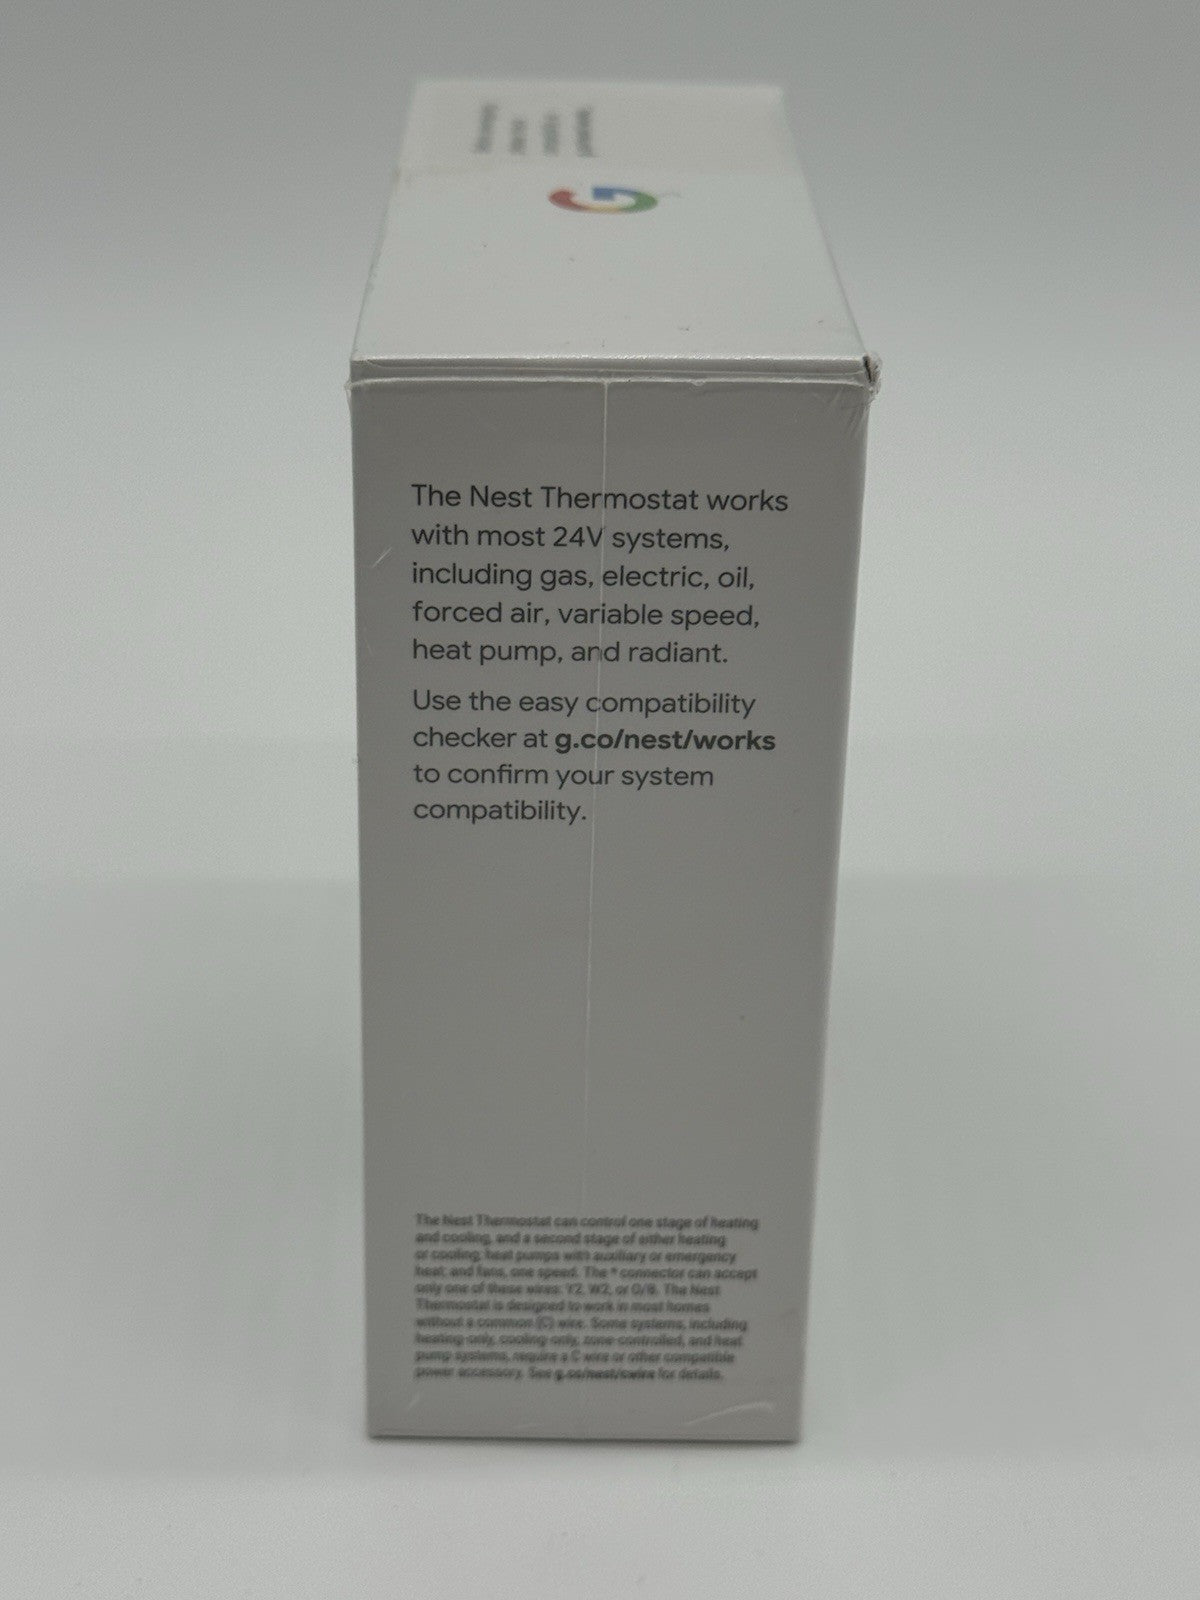 The Nest Thermostat works
with most 24V systems,
including gas, electric, oil,
forced air, variable speed,
heat pump, and radiant.
Use the easy compatibility
checker at g.co/nest/works
to confirm your system
compatibility.
The Nest Thermostat can control one stage of heating
and cooling, and a second stage of either heating
or cooling; heat pumps with auxiliary or emergency
heat; and fans, one speed. The * connector can accept
only one of these wires: Y2, W2, or O/B. The Nest
Thermostat is designed to work in most homes
without a common (C) wire. Some systems, including
heating-only, cooling-only, zone-controlled, and heat
pump systems, require a C wire or other compatible
power accessory. See g.co/nest/cwire for details.